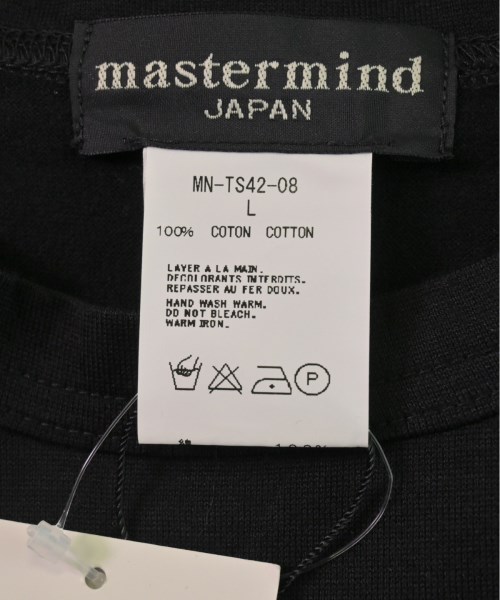 mastermind
JAPAN
MN-TS42-08
L
100% COTON COTTON
LAVER A LA MAIN.
DECOLORANTS INTERDITS.
REPASSER AU FER DOUX.
HAND WASH WARM.
DO NOT BLEACH.
WARM IRON.
P